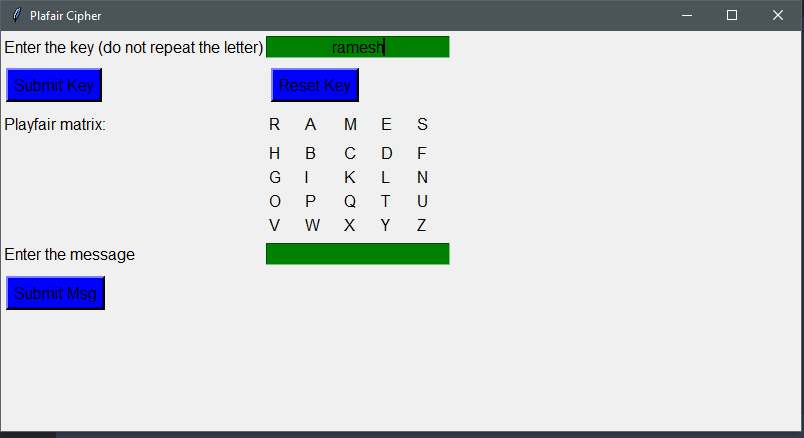 Plafair Cipher
Enter the key (do not repeat the letter) ramesh
Submit Key Reset Key
Playfair matrix: R A M E S
H B C D F
G I K L N
O P Q T U
V W X Y Z
Enter the message
Submit Msg